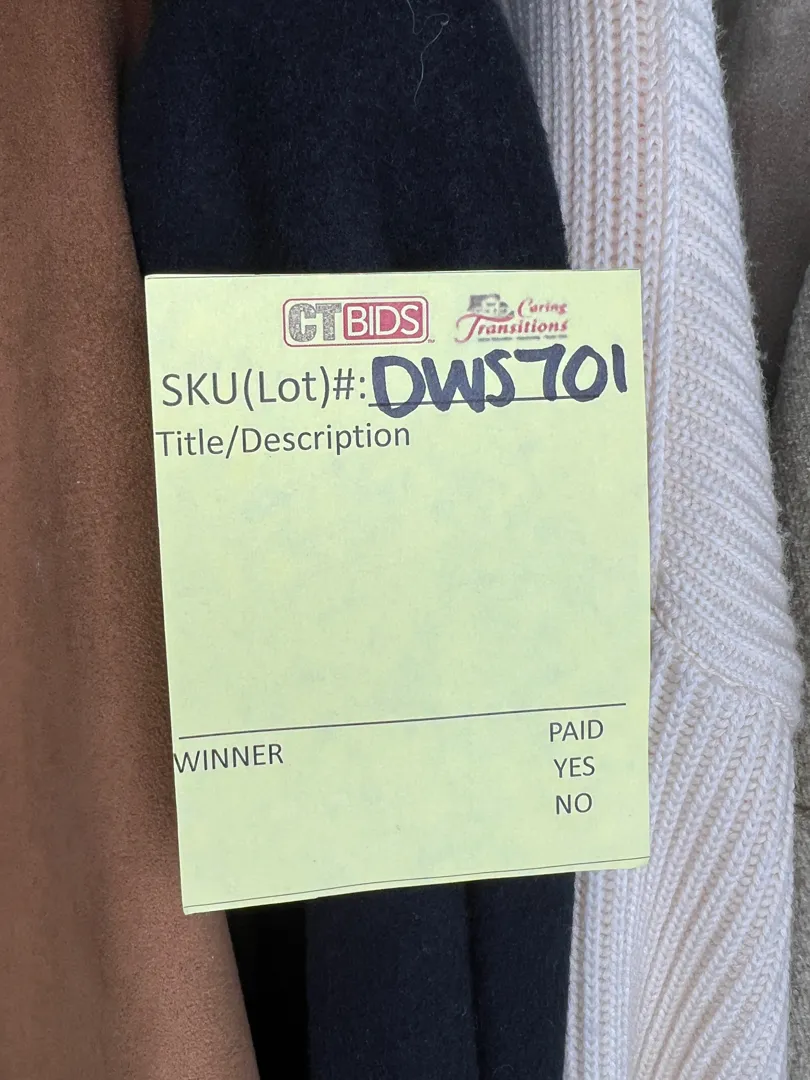 CTBIDS Caring
Transitions
SKU(Lot)#: DWS701
Title/Description
WINNER PAID
YES
NO